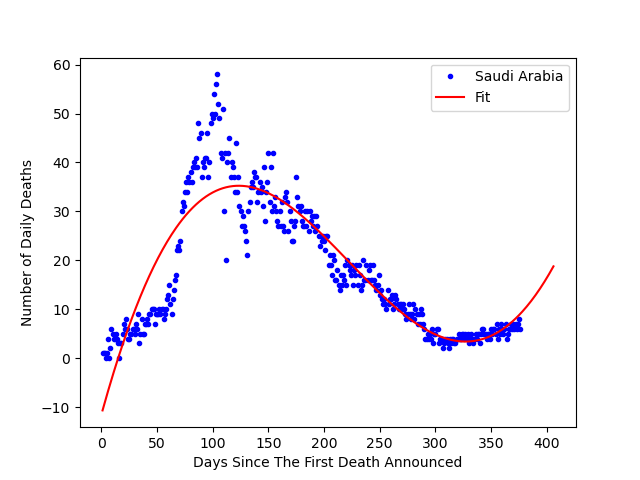 Saudi Arabia
Fit
60
50
40
30
20
10
0
−10
Number of Daily Deaths
0 50 100 150 200 250 300 350 400
Days Since The First Death Announced